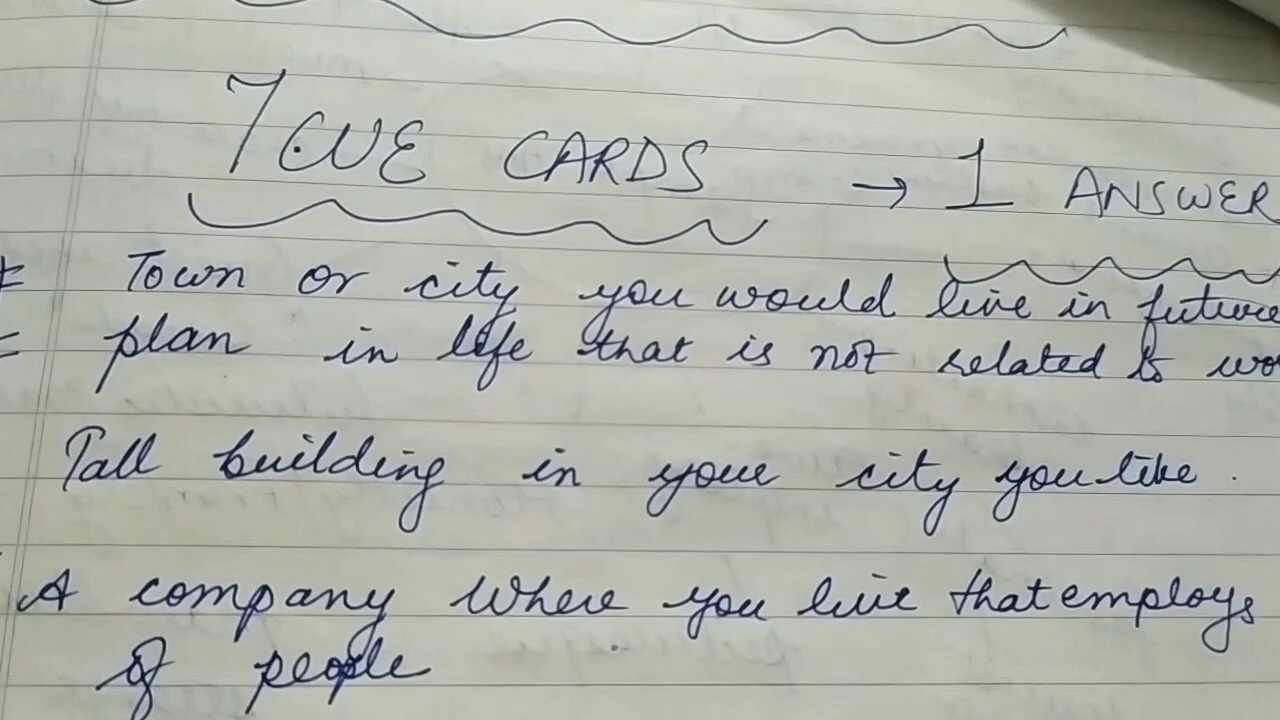 7 CUE CARDS → 1 ANSWER
Town or city you would live in future
plan in life that is not related to
Tall building in your city you like.
A company where you live that employs
of people